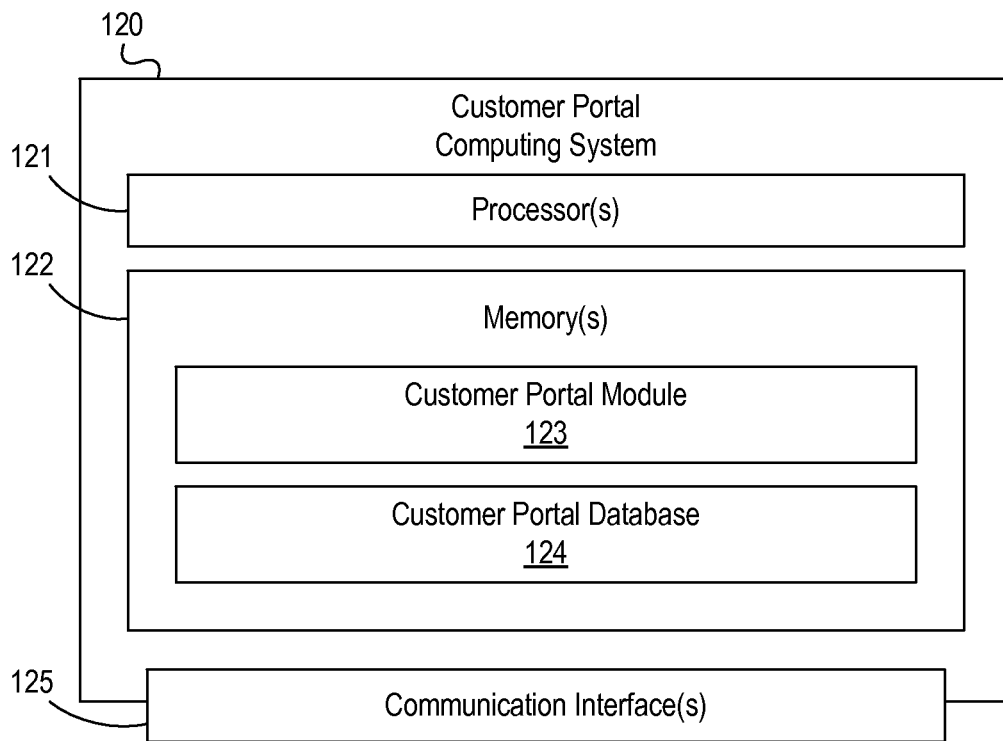 120
Customer Portal
Computing System
121
Processor(s)
122
Memory(s)
Customer Portal Module
123
Customer Portal Database
124
125
Communication Interface(s)